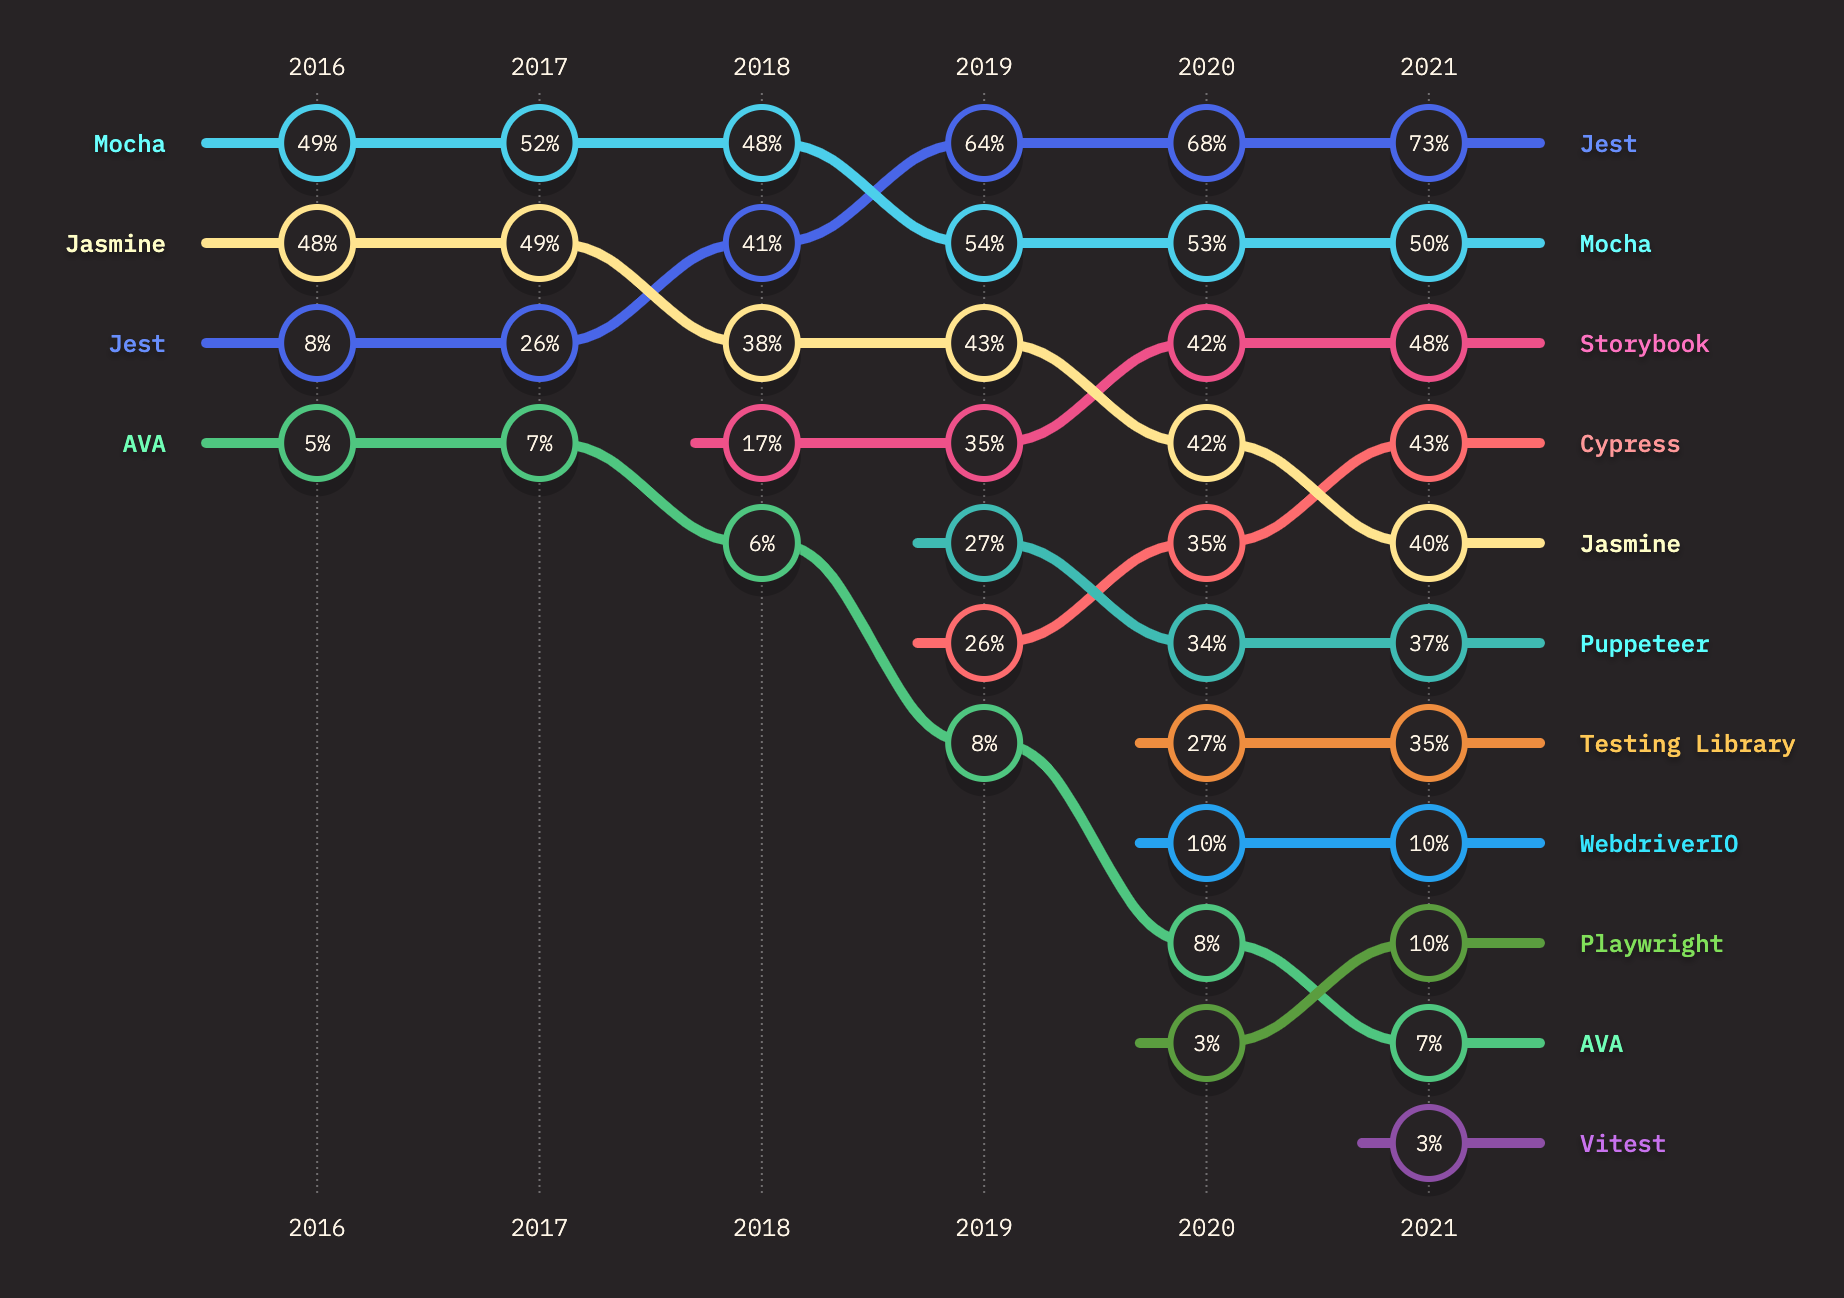 2016 2017 2018 2019 2020 2021
Mocha 49% 52% 48% 64% 68% 73% Jest
Jasmine 48% 49% 41% 54% 53% 50% Mocha
Jest 8% 26% 38% 43% 42% 48% Storybook
AVA 5% 7% 17% 35% 42% 43% Cypress
6% 27% 35% 40% Jasmine
26% 34% 37% Puppeteer
8% 27% 35% Testing Library
10% 10% WebdriverIO
8% 10% Playwright
3% 7% AVA
3% Vitest
2016 2017 2018 2019 2020 2021